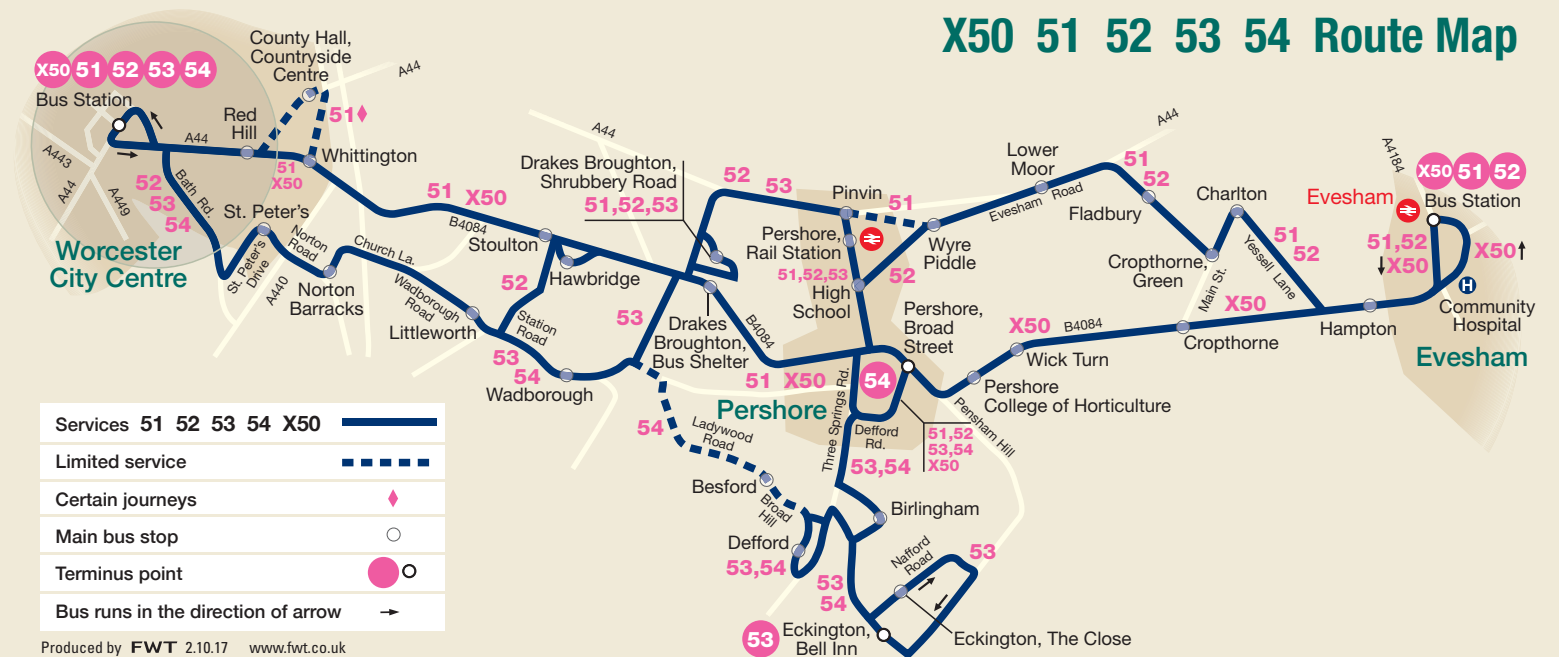 X50 51 52 53 54 Route Map
X50 51 52 53 54
Bus Station
County Hall,
Countryside
Centre
A44
51♦
Red
Hill
A44
Whittington
51
X50
A443
A44
A449
52
53
54
Bath Rd.
St. Peter's
Worcester
City Centre
St. Peter's
Drive
A440
Norton
Road
Norton
Barracks
Church La.
Wadborough
Road
Littleworth
51 X50
B4084
Stoulton
Hawbridge
52
Station
Road
53
54
Wadborough
53
A44
Drakes Broughton,
Shrubbery Road
51,52,53
Drakes
Broughton,
Bus Shelter
B4084
51 X50
52 53
Pinvin
51
Pershore,
Rail Station
51,52,53
High
School
52
Wyre
Piddle
Pershore,
Broad
Street
Pershore
54
Three Springs Rd.
Defford
Rd.
53,54
51,52
53,54
X50
Pensham Hill
Pershore
College of Horticulture
Wick Turn
X50
B4084
Lower
Moor
Evesham Road
A44
51
52
Fladbury
Cropthorne,
Green
Main St.
Charlton
Yessell Lane
51
52
X50
Cropthorne
Hampton
A4184
X50 51 52
Evesham
Bus Station
51,52
↓X50
X50↑
H
Community
Hospital
Evesham
54
Ladywood
Road
Besford
Broad
Hill
Defford
53,54
Birlingham
53
54
Nafford
Road
53
53
Eckington,
Bell Inn
Eckington, The Close
Services 51 52 53 54 X50
Limited service
Certain journeys ♦
Main bus stop
Terminus point
Bus runs in the direction of arrow →
Produced by FWT 2.10.17 www.fwt.co.uk